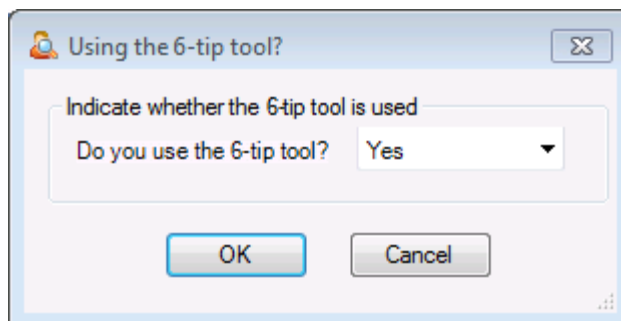 Using the 6-tip tool?
Indicate whether the 6-tip tool is used
Do you use the 6-tip tool? Yes
OK Cancel